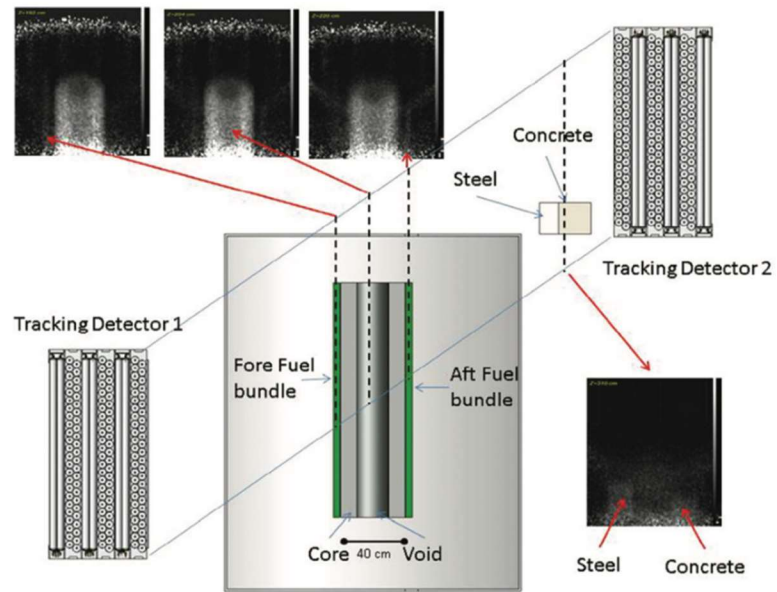 Concrete
Steel
Tracking Detector 2
Tracking Detector 1
Fore Fuel
bundle
Aft Fuel
bundle
Core
40 cm
Void
Steel
Concrete